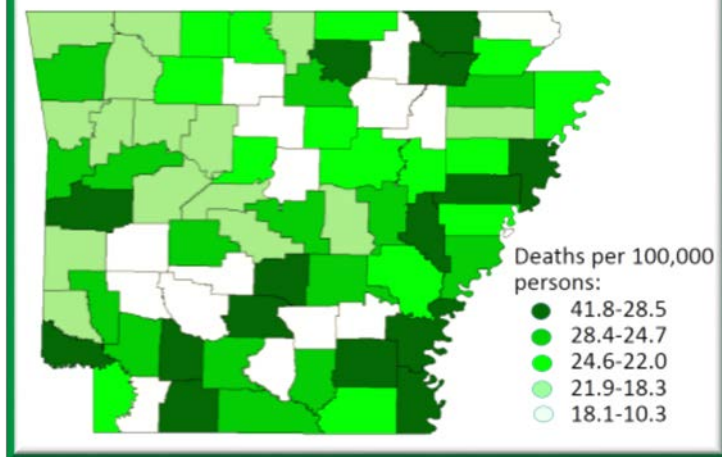 Deaths per 100,000
persons:
41.8-28.5
28.4-24.7
24.6-22.0
21.9-18.3
18.1-10.3